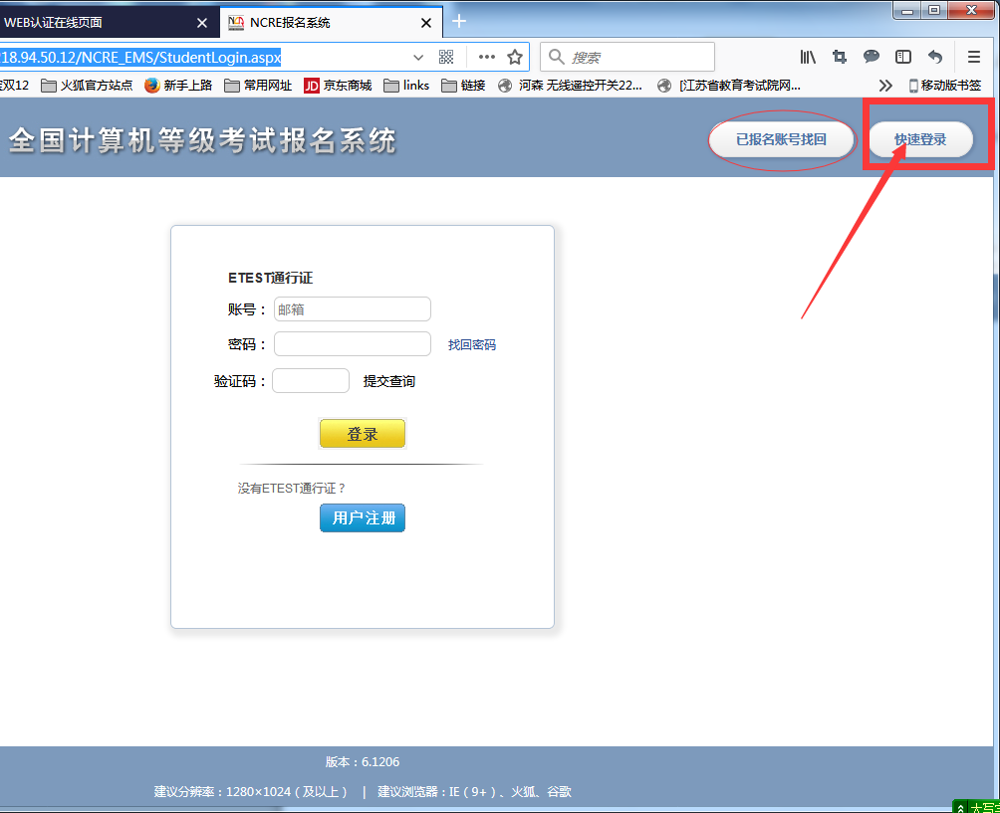 WEB认证在线页面
NCRE报名系统
18.94.50.12/NCRE_EMS/StudentLogin.aspx
搜索
双12 火狐官方站点 新手上路 常用网址 JD 京东商城 links 链接 河森 无线遥控开关22... [江苏省教育考试院网... 移动版书签
全国计算机等级考试报名系统
已报名账号找回
快速登录
ETEST通行证
账号： 邮箱
密码： 找回密码
验证码： 提交查询
登录
没有ETEST通行证？
用户注册
版本：6.1206
建议分辨率：1280×1024（及以上） | 建议浏览器：IE（9+）、火狐、谷歌